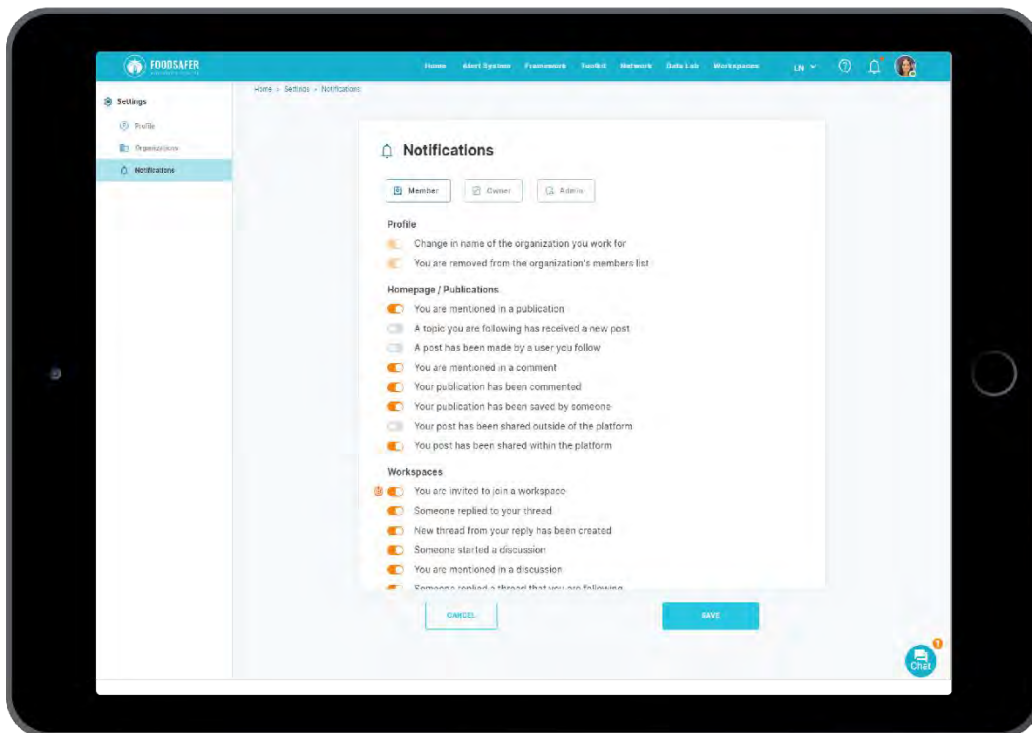 FOODSAFER
Home Alert System Framework Toolkit Network Data Lab Workspaces
Settings
Home > Settings > Notifications
Profile
Organizations
Notifications
Notifications
Member Owner Admin
Profile
Change in name of the organization you work for
You are removed from the organization's members list
Homepage / Publications
You are mentioned in a publication
A topic you are following has received a new post
A post has been made by a user you follow
You are mentioned in a comment
Your publication has been commented
Your publication has been saved by someone
Your post has been shared outside of the platform
You post has been shared within the platform
Workspaces
You are invited to join a workspace
Someone replied to your thread
New thread from your reply has been created
Someone started a discussion
You are mentioned in a discussion
Someone replied a thread that you are following
CANCEL SAVE
Chat